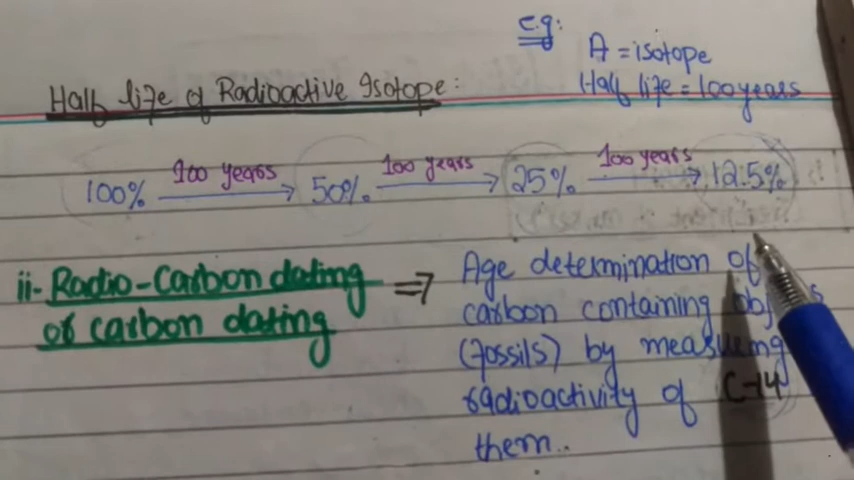 e.g:
A = isotope
Half life of Radioactive Isotope:
Half life = 100 years
100% 100 years 50% 100 years 25% 100 years 12.5%
ii- Radio-Carbon dating
or carbon dating
⇒ Age determination of
carbon containing
(fossils) by measureing
radioactivity of C-14
them..